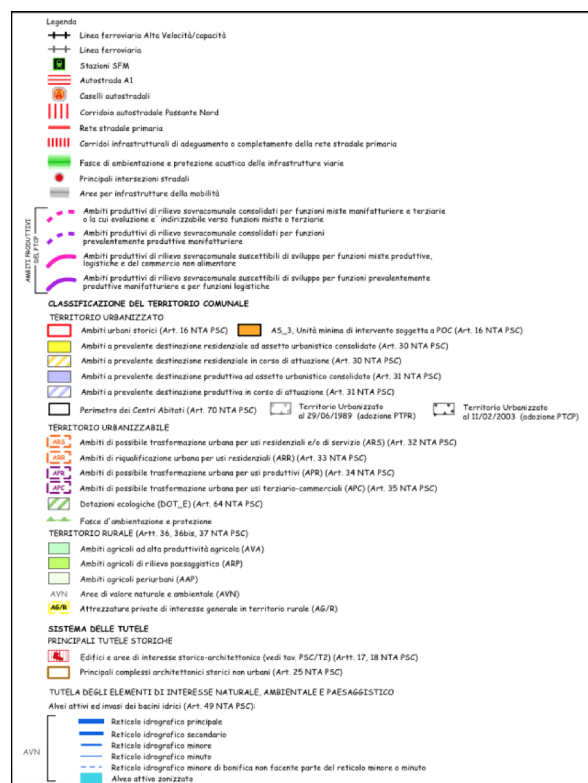 Legenda
Linea ferroviaria Alta Velocità/capacità
Linea ferroviaria
Stazioni SFM
Autostrada A1
Caselli autostradali
Corridoio autostradale Passante Nord
Rete stradale primaria
Corridoi infrastrutturali di adeguamento o completamento della rete stradale primaria
Fasce di ambientazione e protezione acustica delle infrastrutture viarie
Principali intersezioni stradali
Aree per infrastrutture della mobilità
AMBITI PRODUTTIVI
DEL PTCP
Ambiti produttivi di rilievo sovracomunale consolidati per funzioni miste manifatturiere e terziarie
o la cui evoluzione e` indirizzabile verso funzioni miste o terziarie
Ambiti produttivi di rilievo sovracomunale consolidati per funzioni
prevalentemente produttive manifatturiere
Ambiti produttivi di rilievo sovracomunale suscettibili di sviluppo per funzioni miste produttive,
logistiche e del commercio non alimentare
Ambiti produttivi di rilievo sovracomunale suscettibili di sviluppo per funzioni prevalentemente
produttive manifatturiere e per funzioni logistiche
CLASSIFICAZIONE DEL TERRITORIO COMUNALE
TERRITORIO URBANIZZATO
Ambiti urbani storici (Art. 16 NTA PSC) AS_3, Unità minima di intervento soggetta a POC (Art. 16 NTA PSC)
Ambiti a prevalente destinazione residenziale ad assetto urbanistico consolidato (Art. 30 NTA PSC)
Ambiti a prevalente destinazione residenziale in corso di attuazione (Art. 30 NTA PSC)
Ambiti a prevalente destinazione produttiva ad assetto urbanistico consolidato (Art. 31 NTA PSC)
Ambiti a prevalente destinazione produttiva in corso di attuazione (Art. 31 NTA PSC)
Perimetro dei Centri Abitati (Art. 70 NTA PSC) Territorio Urbanizzato al 29/06/1989 (adozione PTPR) Territorio Urbanizzato al 11/02/2003 (adozione PTCP)
TERRITORIO URBANIZZABILE
ARS Ambiti di possibile trasformazione urbana per usi residenziali e/o di servizio (ARS) (Art. 32 NTA PSC)
ARR Ambiti di riqualificazione urbana per usi residenziali (ARR) (Art. 33 NTA PSC)
APR Ambiti di possibile trasformazione urbana per usi produttivi (APR) (Art. 34 NTA PSC)
APC Ambiti di possibile trasformazione urbana per usi terziario-commerciali (APC) (Art. 35 NTA PSC)
Dotazioni ecologiche (DOT_E) (Art. 64 NTA PSC)
Fasce d'ambientazione e protezione
TERRITORIO RURALE (Artt. 36, 36bis, 37 NTA PSC)
Ambiti agricoli ad alta produttività agricola (AVA)
Ambiti agricoli di rilievo paesaggistico (ARP)
Ambiti agricoli periurbani (AAP)
AVN Aree di valore naturale e ambientale (AVN)
AG/R Attrezzature private di interesse generale in territorio rurale (AG/R)
SISTEMA DELLE TUTELE
PRINCIPALI TUTELE STORICHE
Edifici e aree di interesse storico-architettonico (vedi tav. PSC/T2) (Artt. 17, 18 NTA PSC)
Principali complessi architettonici storici non urbani (Art. 25 NTA PSC)
TUTELA DEGLI ELEMENTI DI INTERESSE NATURALE, AMBIENTALE E PAESAGGISTICO
Alvei attivi ed invasi dei bacini idrici (Art. 49 NTA PSC):
AVN
Reticolo idrografico principale
Reticolo idrografico secondario
Reticolo idrografico minore
Reticolo idrografico minuto
Reticolo idrografico minore di bonifica non facente parte del reticolo minore o minuto
Alveo attivo zonizzato